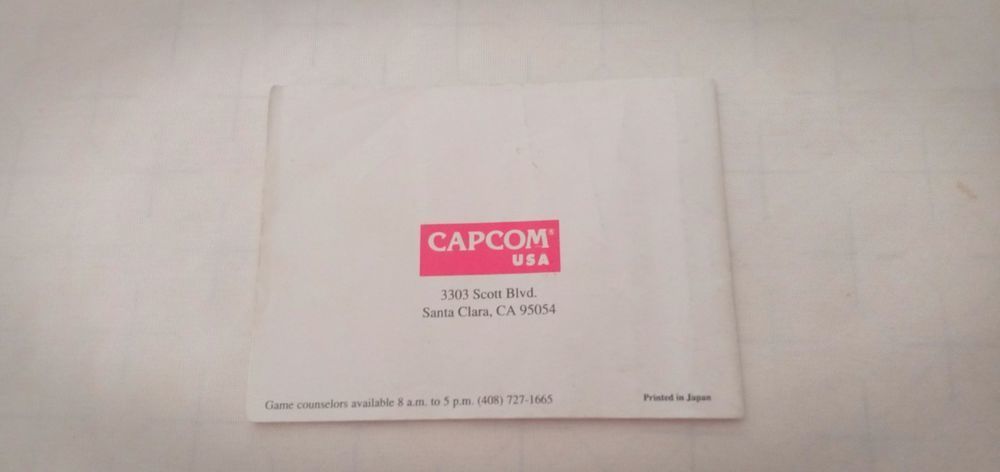 CAPCOM®
USA
3303 Scott Blvd.
Santa Clara, CA 95054
Game counselors available 8 a.m. to 5 p.m. (408) 727-1665
Printed in Japan